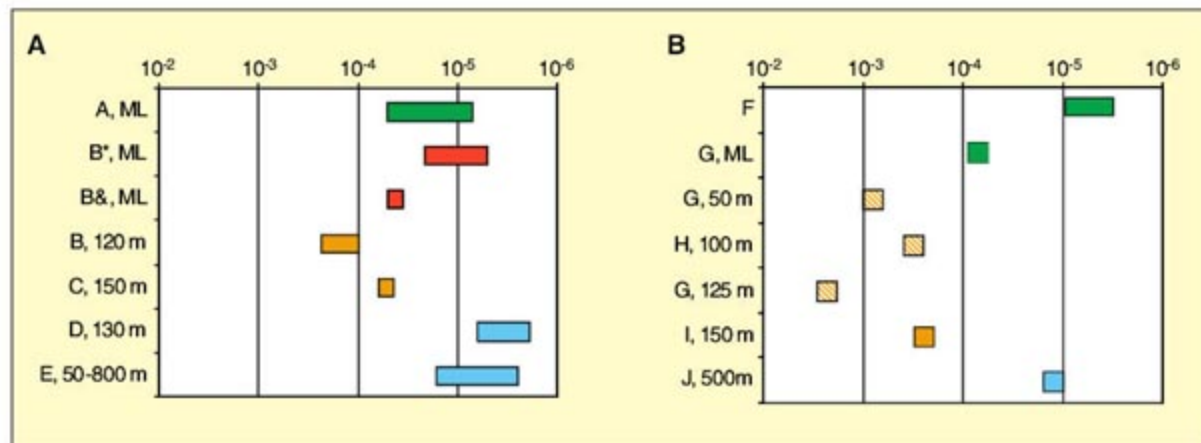 A
10-2 10-3 10-4 10-5 10-6
A, ML
B*, ML
B&, ML
B, 120 m
C, 150 m
D, 130 m
E, 50-800 m
B
10-2 10-3 10-4 10-5 10-6
F
G, ML
G, 50 m
H, 100 m
G, 125 m
I, 150 m
J, 500m